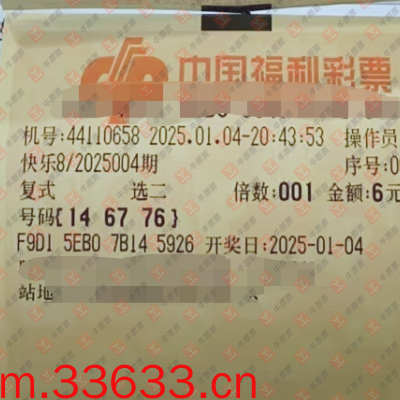 中国福利彩票
机号:44110658 2025.01.04-20:43:53 操作员
快乐8/2025004期 序号:0
复式 选二 倍数:001 金额:6元
号码[14 67 76}
F9D1 5EB0 7B14 5926 开奖日:2025-01-04
站地
m.33633.cn